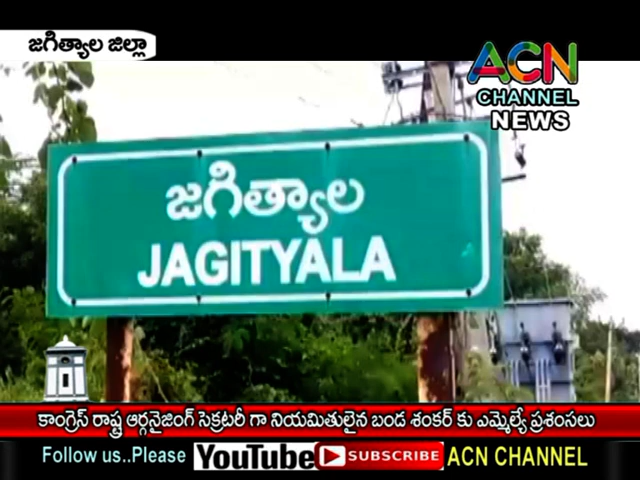 జగిత్యాల జిల్లా
ACN
CHANNEL
NEWS
జగిత్యాల
JAGITYALA
కాంగ్రెస్ రాష్ట్ర ఆర్గనైజింగ్ సెక్రటరీ గా నియమితులైన బండ శంకర్ కు ఎమ్మెల్యే ప్రశంసలు
Follow us..Please YouTube SUBSCRIBE ACN CHANNEL